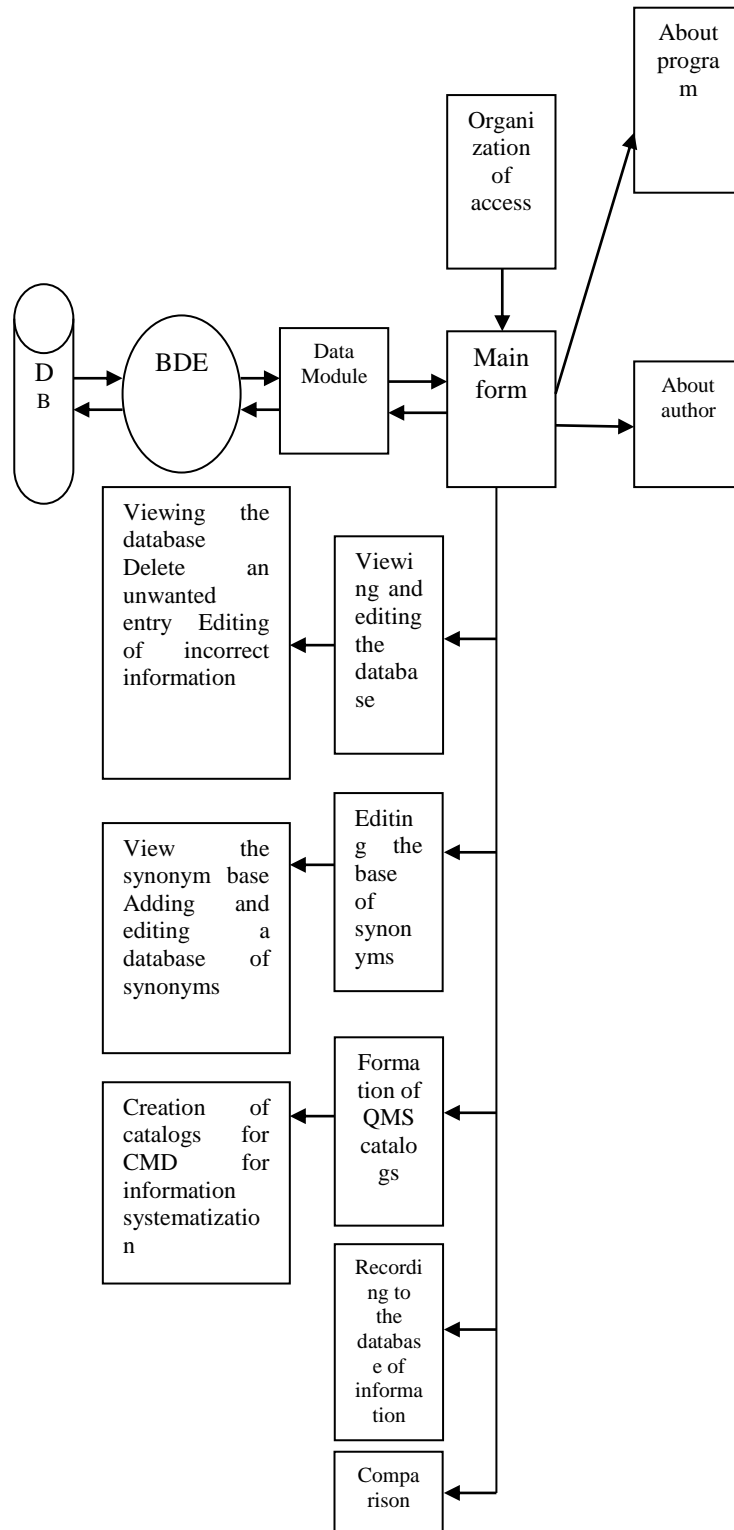 About
progra
m
Organi
zation
of
access
D
B
BDE
Data
Module
Main
form
About
author
Viewing the
database
Delete an
unwanted
entry Editing
of incorrect
information
Viewi
ng and
editing
the
databa
se
View the
synonym base
Adding and
editing a
database of
synonyms
Editin
g the
base
of
synon
yms
Creation of
catalogs for
CMD for
information
systematizatio
n
Forma
tion of
QMS
catalo
gs
Recordi
ng to
the
databas
e of
informa
tion
Compa
rison